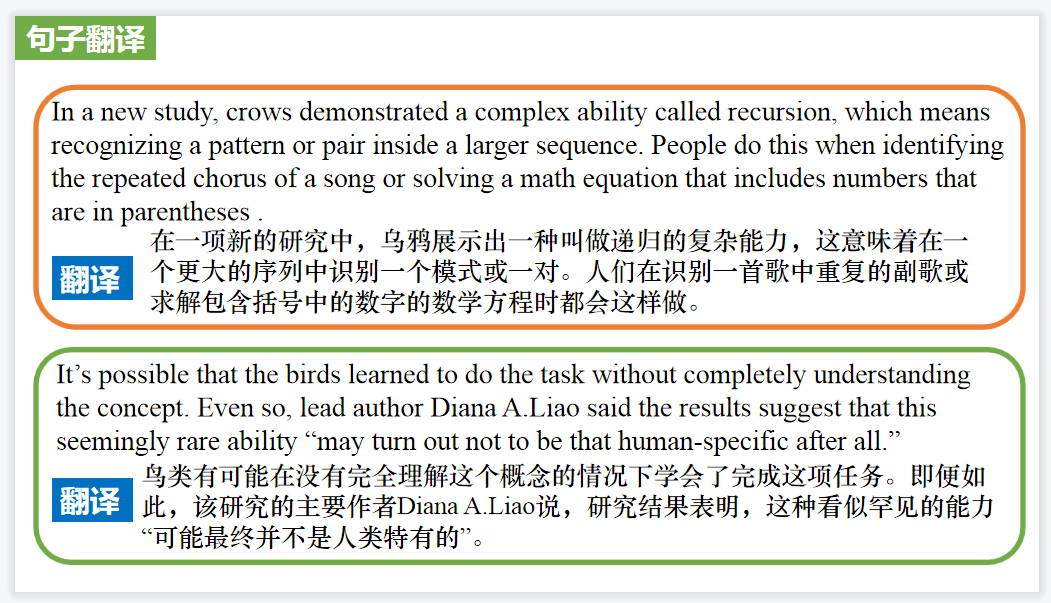 句子翻译
In a new study, crows demonstrated a complex ability called recursion, which means
recognizing a pattern or pair inside a larger sequence. People do this when identifying
the repeated chorus of a song or solving a math equation that includes numbers that
are in parentheses .
翻译
在一项新的研究中，乌鸦展示出一种叫做递归的复杂能力，这意味着在一
个更大的序列中识别一个模式或一对。人们在识别一首歌中重复的副歌或
求解包含括号中的数字的数学方程时都会这样做。
It’s possible that the birds learned to do the task without completely understanding
the concept. Even so, lead author Diana A.Liao said the results suggest that this
seemingly rare ability “may turn out not to be that human-specific after all.”
翻译
鸟类有可能在没有完全理解这个概念的情况下学会了完成这项任务。即便如
此，该研究的主要作者Diana A.Liao说，研究结果表明，这种看似罕见的能力
“可能最终并不是人类特有的”。